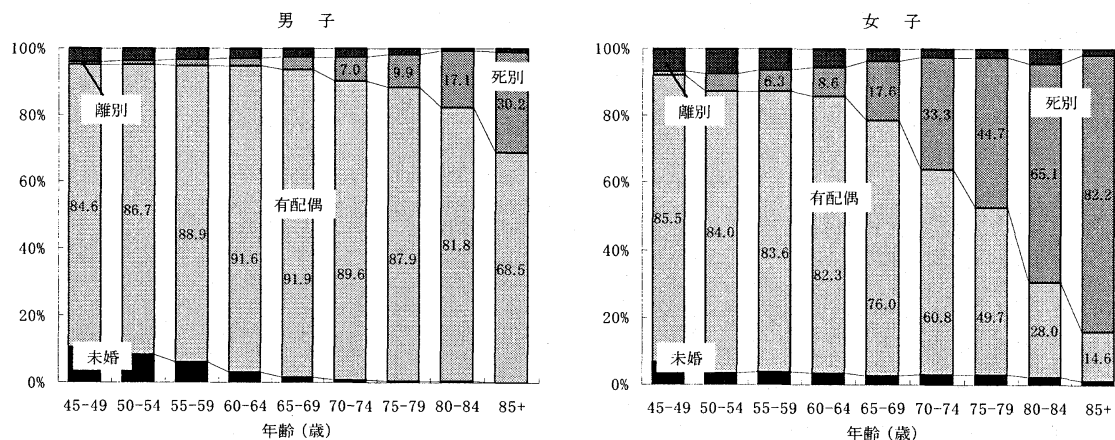 男 子
100%
80%
60%
40%
20%
0%
離別
死別
有配偶
未婚
7.0
9.9
17.1
30.2
84.6
86.7
88.9
91.6
91.9
89.6
87.9
81.8
68.5
45-49 50-54 55-59 60-64 65-69 70-74 75-79 80-84 85+
年齢（歳）
女 子
100%
80%
60%
40%
20%
0%
離別
死別
有配偶
未婚
6.3
8.6
17.6
33.3
44.7
65.1
82.2
85.5
84.0
83.6
82.3
76.0
60.8
49.7
28.0
14.6
45-49 50-54 55-59 60-64 65-69 70-74 75-79 80-84 85+
年齢（歳）